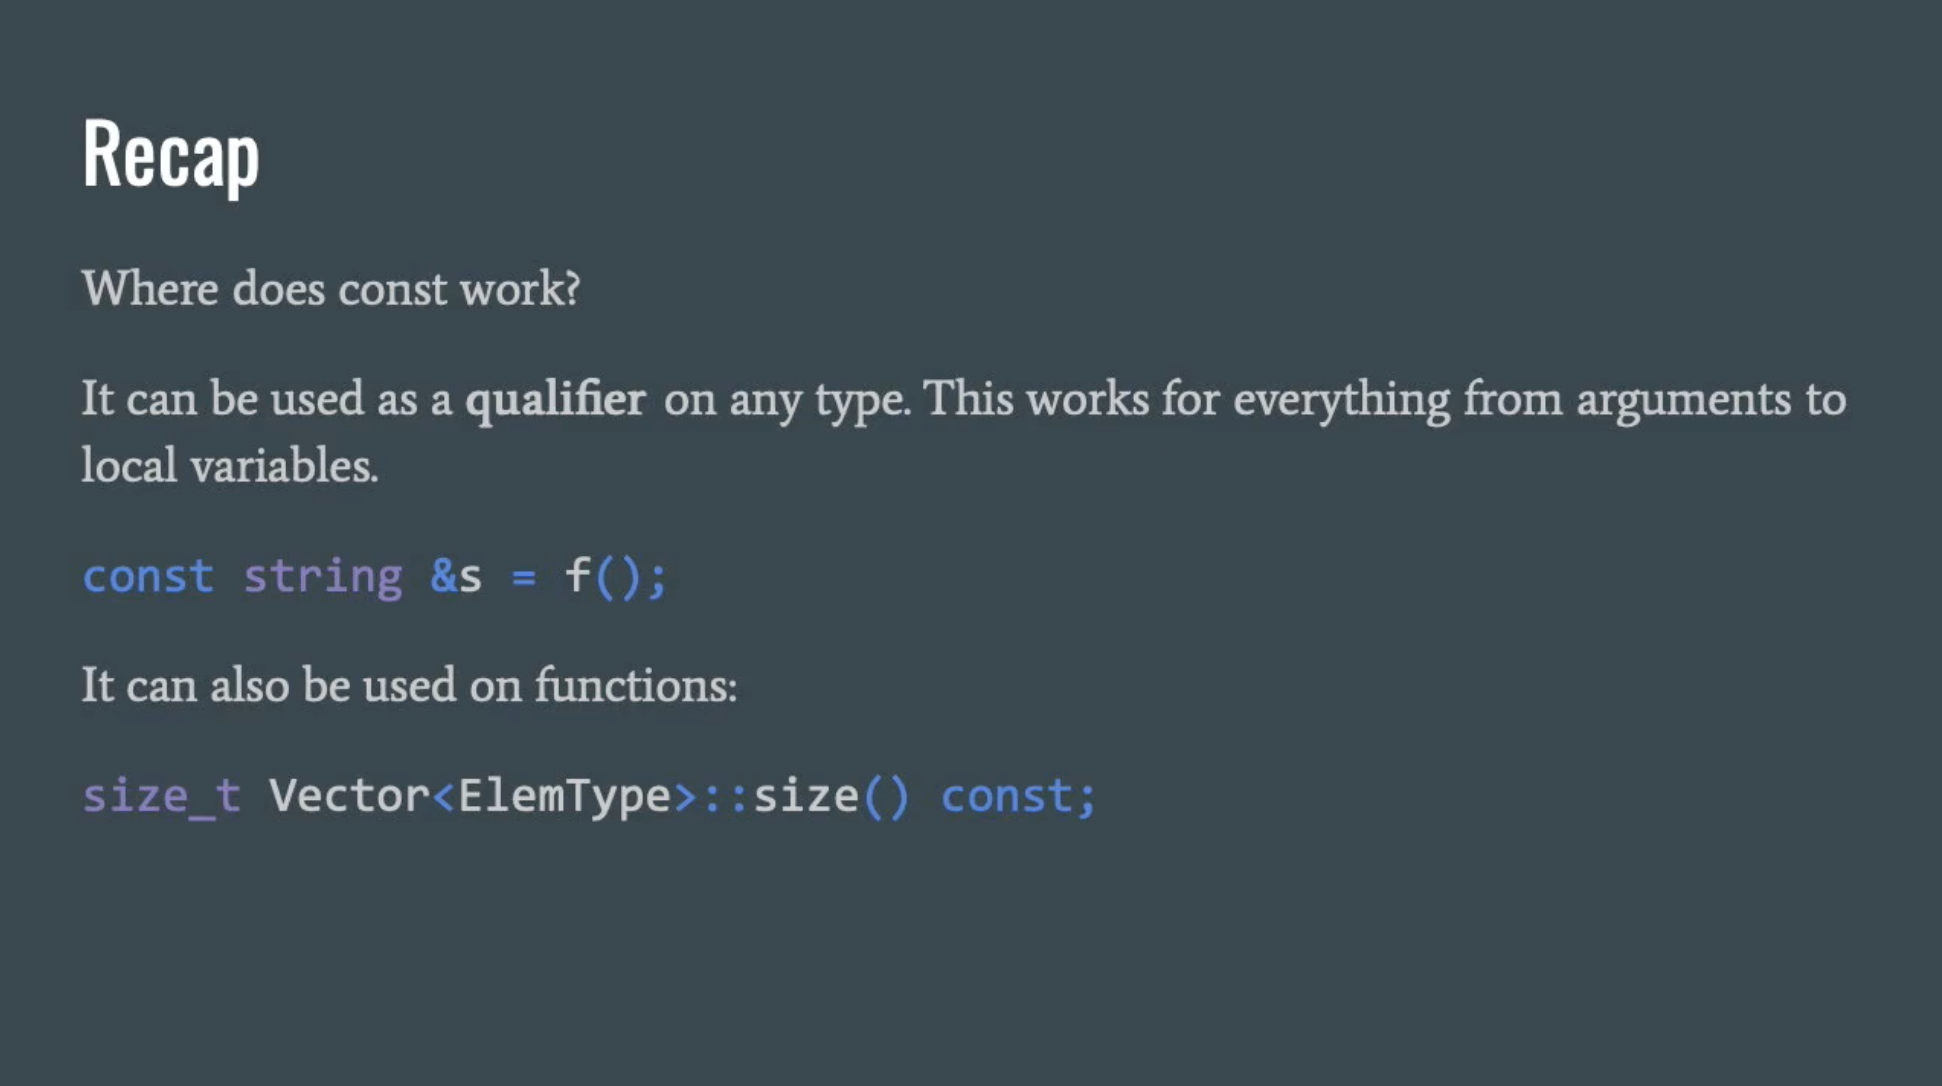 Recap
Where does const work?
It can be used as a qualifier on any type. This works for everything from arguments to
local variables.
const string &s = f();
It can also be used on functions:
size_t Vector<ElemType>::size() const;